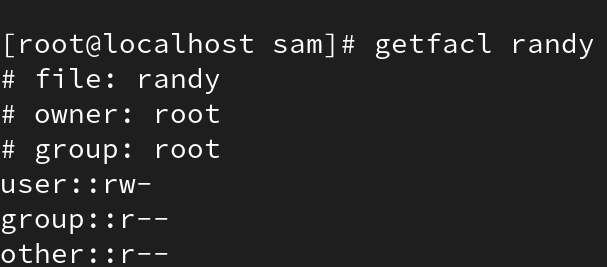 [root@localhost sam]# getfacl randy
# file: randy
# owner: root
# group: root
user::rw-
group::r--
other::r--